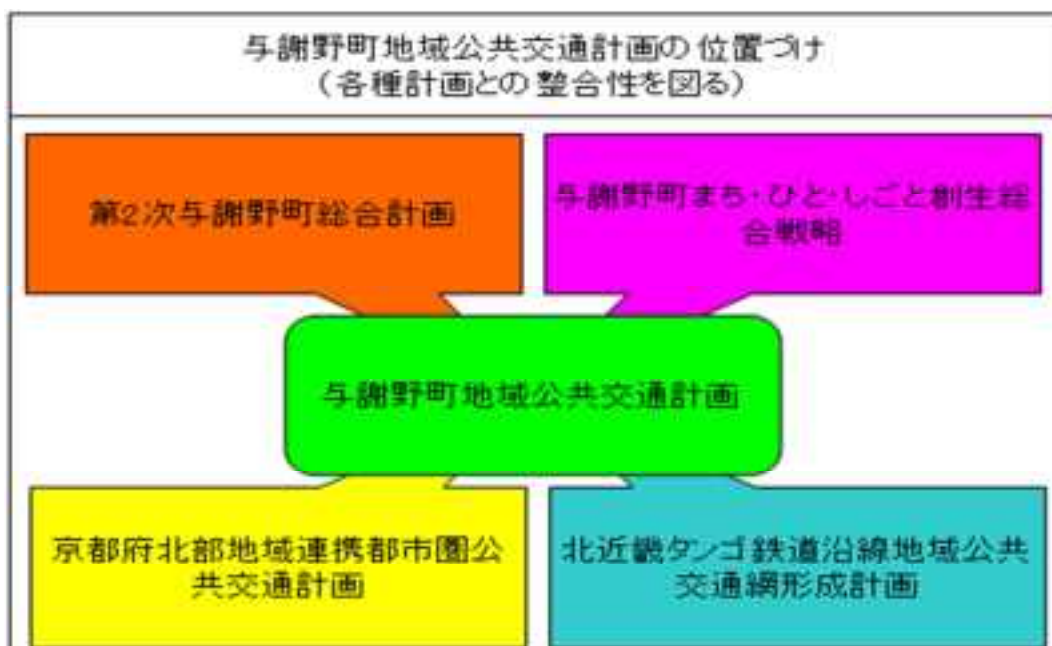 与謝野町地域公共交通計画の位置づけ
(各種計画との整合性を図る)
第2次与謝野町総合計画
与謝野町まち・ひと・しごと創生総
合戦略
与謝野町地域公共交通計画
京都府北部地域連携都市圏公
共交通計画
北近畿タンゴ鉄道沿線地域公共
交通網形成計画